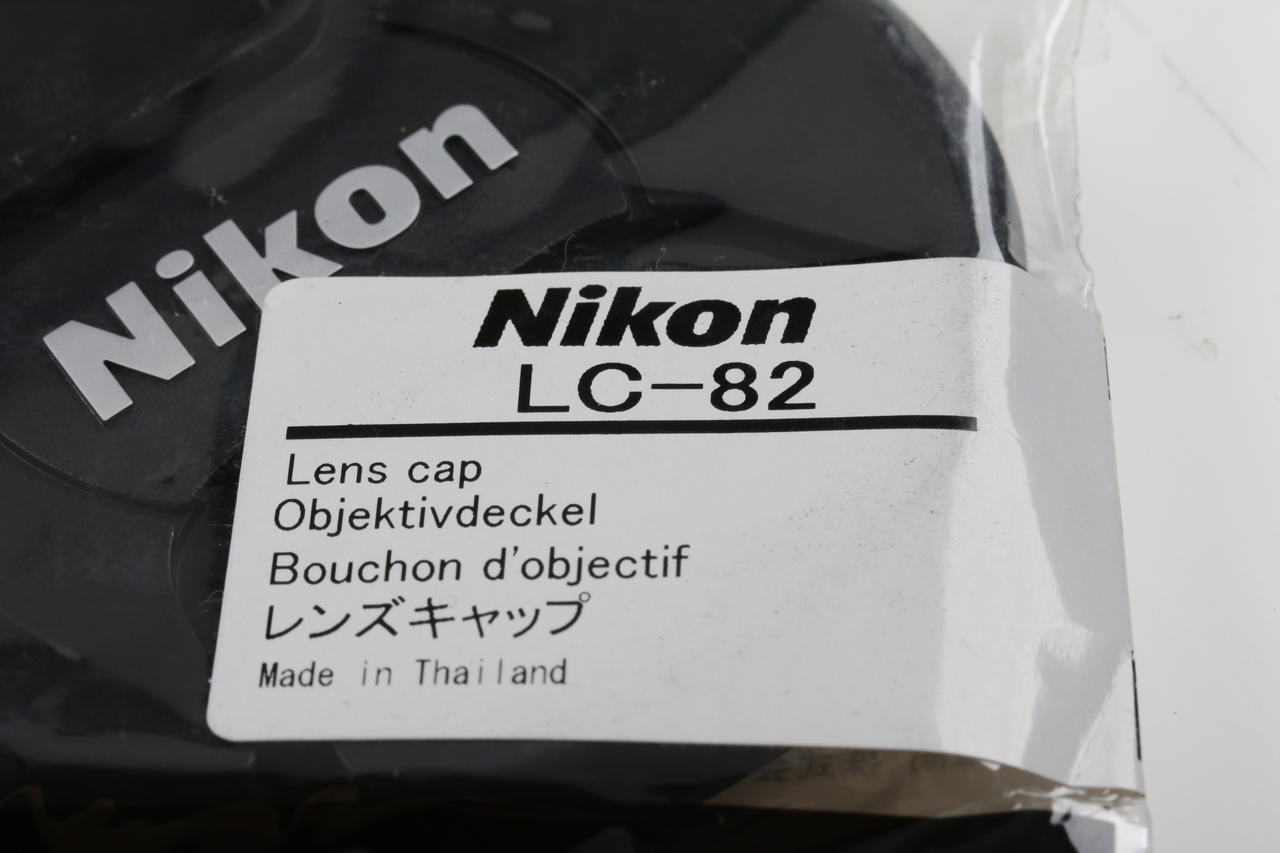 Nikon
Nikon
LC-82
Lens cap
Objektivdeckel
Bouchon d'objectif
レンズキャップ
Made in Thailand